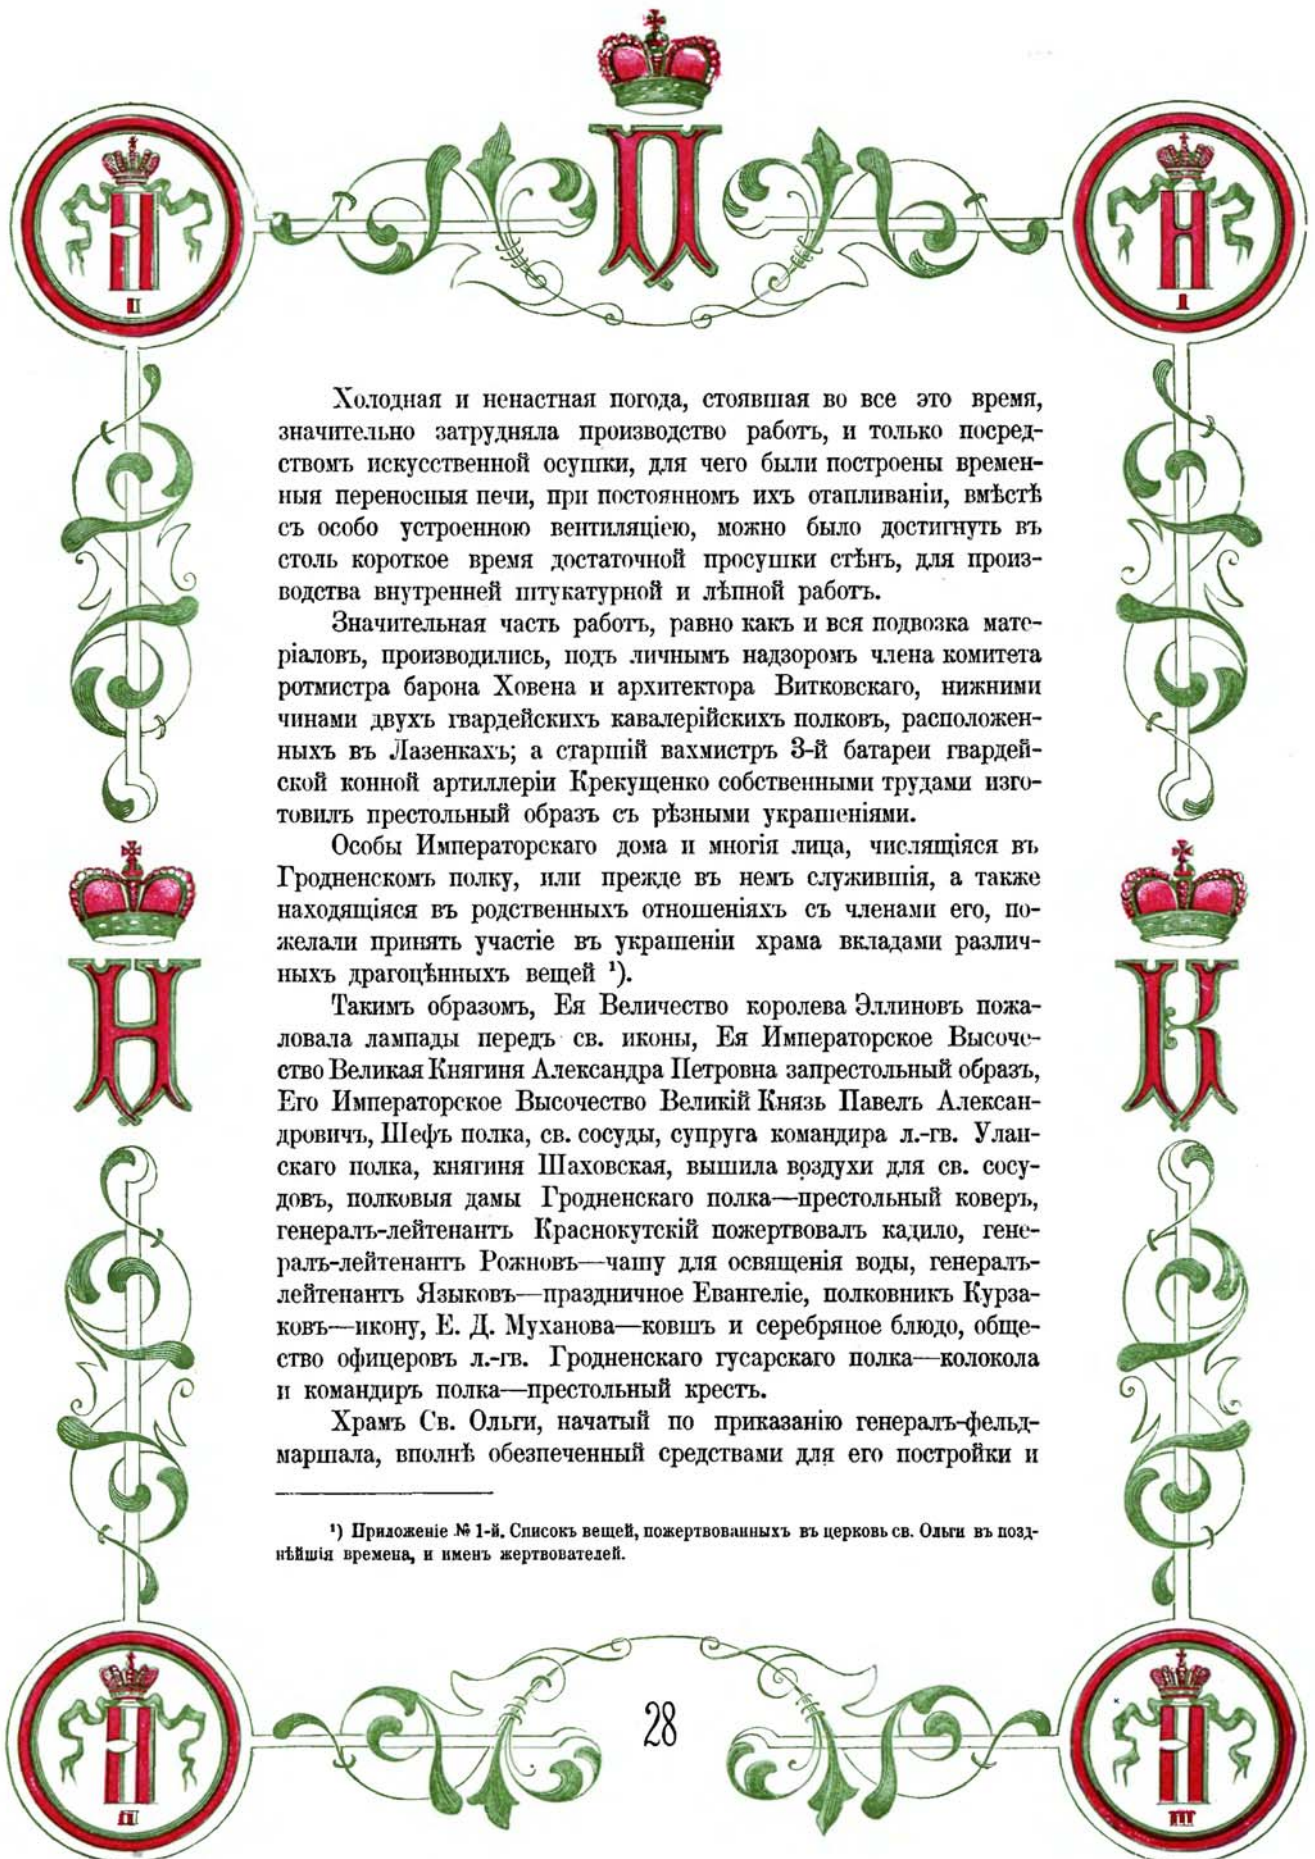 П
II
I
Холодная и ненастная погода, стоявшая во все это время,
значительно затрудняла производство работъ, и только посред-
ствомъ искусственной осушки, для чего были построены времен-
ныя переносныя печи, при постоянномъ ихъ отапливаніи, вмѣстѣ
съ особо устроенною вентиляціею, можно было достигнуть въ
столь короткое время достаточной просушки стѣнъ, для произ-
водства внутренней штукатурной и лѣпной работъ.
Значительная часть работъ, равно какъ и вся подвозка мате-
ріаловъ, производились, подъ личнымъ надзоромъ члена комитета
ротмистра барона Ховена и архитектора Витковскаго, нижними
чинами двухъ гвардейскихъ кавалерійскихъ полковъ, расположен-
ныхъ въ Лазенкахъ; а старшій вахмистръ 3-й батареи гвардей-
ской конной артиллеріи Крекущенко собственными трудами изго-
товилъ престольный образъ съ рѣзными украшеніями.
Особы Императорскаго дома и многія лица, числящіяся въ
Гродненскомъ полку, или прежде въ немъ служившія, а также
находящіяся въ родственныхъ отношеніяхъ съ членами его, по-
желали принять участіе въ украшеніи храма вкладами различ-
ныхъ драгоцѣнныхъ вещей ¹).
Такимъ образомъ, Ея Величество королева Эллиновъ пожа-
ловала лампады передъ св. иконы, Ея Императорское Высоче-
ство Великая Княгиня Александра Петровна запрестольный образъ,
Его Императорское Высочество Великій Князь Павелъ Алексан-
дровичъ, Шефъ полка, св. сосуды, супруга командира л.-гв. Улан-
скаго полка, княгиня Шаховская, вышила воздухи для св. сосу-
довъ, полковыя дамы Гродненскаго полка—престольный коверъ,
генералъ-лейтенантъ Краснокутскій пожертвовалъ кадило, гене-
ралъ-лейтенантъ Рожновъ—чашу для освященія воды, генералъ-
лейтенантъ Языковъ—праздничное Евангеліе, полковникъ Курза-
ковъ—икону, Е. Д. Муханова—ковшъ и серебряное блюдо, обще-
ство офицеровъ л.-гв. Гродненскаго гусарскаго полка—колокола
и командиръ полка—престольный крестъ.
Храмъ Св. Ольги, начатый по приказанію генералъ-фельд-
маршала, вполнѣ обезпеченный средствами для его постройки и
¹) Приложеніе № 1-й. Списокъ вещей, пожертвованныхъ въ церковь св. Ольги въ позд-
нѣйшія времена, и именъ жертвователей.
Н
К
28
III